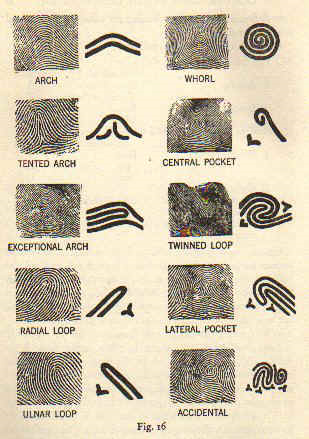 ARCH
WHORL
TENTED ARCH
CENTRAL POCKET
EXCEPTIONAL ARCH
TWINNED LOOP
RADIAL LOOP
LATERAL POCKET
ULNAR LOOP
ACCIDENTAL
Fig. 16